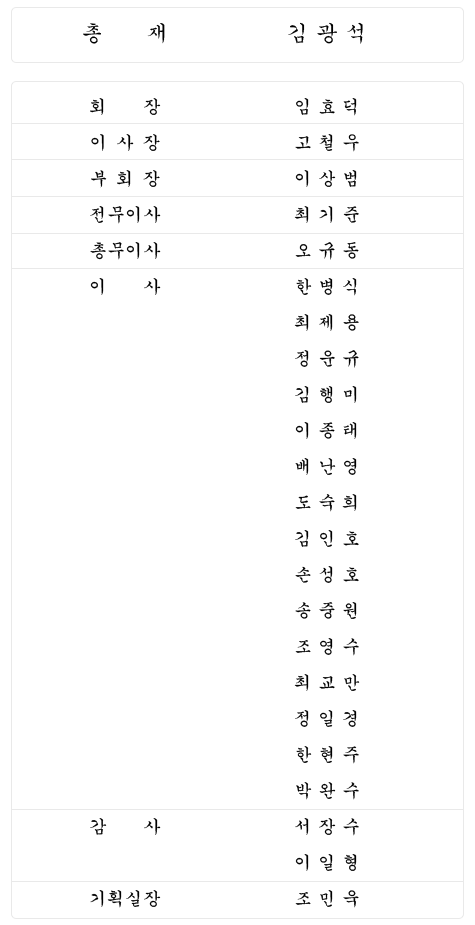 총 재 김 광 석
회 장 임 효 덕
이 사 장 고 철 우
부 회 장 이 상 범
전무이사 최 기 준
총무이사 오 규 동
이 사 한 병 식
최 제 용
정 운 규
김 행 미
이 종 태
배 난 영
도 숙 희
김 인 호
손 성 호
송 중 원
조 영 수
최 교 만
정 일 경
한 현 주
박 완 수
감 사 서 장 수
이 일 형
기획실장 조 민 욱